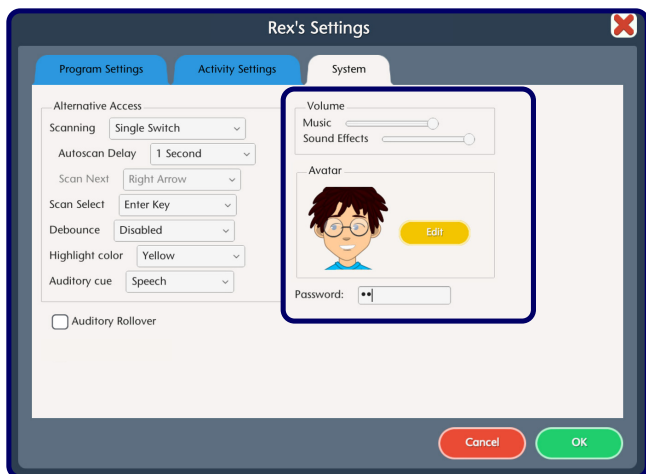 Rex's Settings
Program Settings
Activity Settings
System
Alternative Access
Scanning Single Switch
Autoscan Delay 1 Second
Scan Next Right Arrow
Scan Select Enter Key
Debounce Disabled
Highlight color Yellow
Auditory cue Speech
Auditory Rollover
Volume
Music
Sound Effects
Avatar
Edit
Password: ••
Cancel
OK